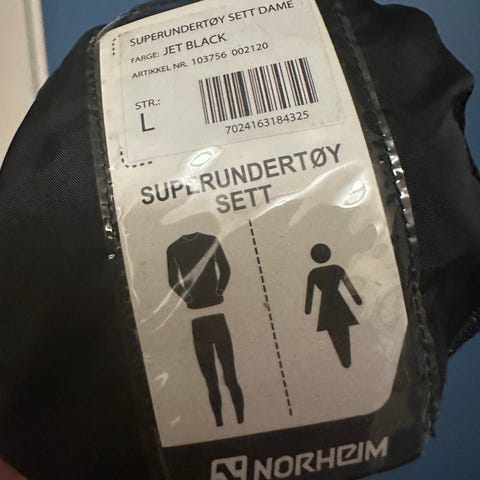 SUPERUNDERTØY SETT DAME
FARGE: JET BLACK
ARTIKKEL NR. 103756 002120
STR.:
L
7024163184325
SUPERUNDERTØY
SETT
NORHEIM